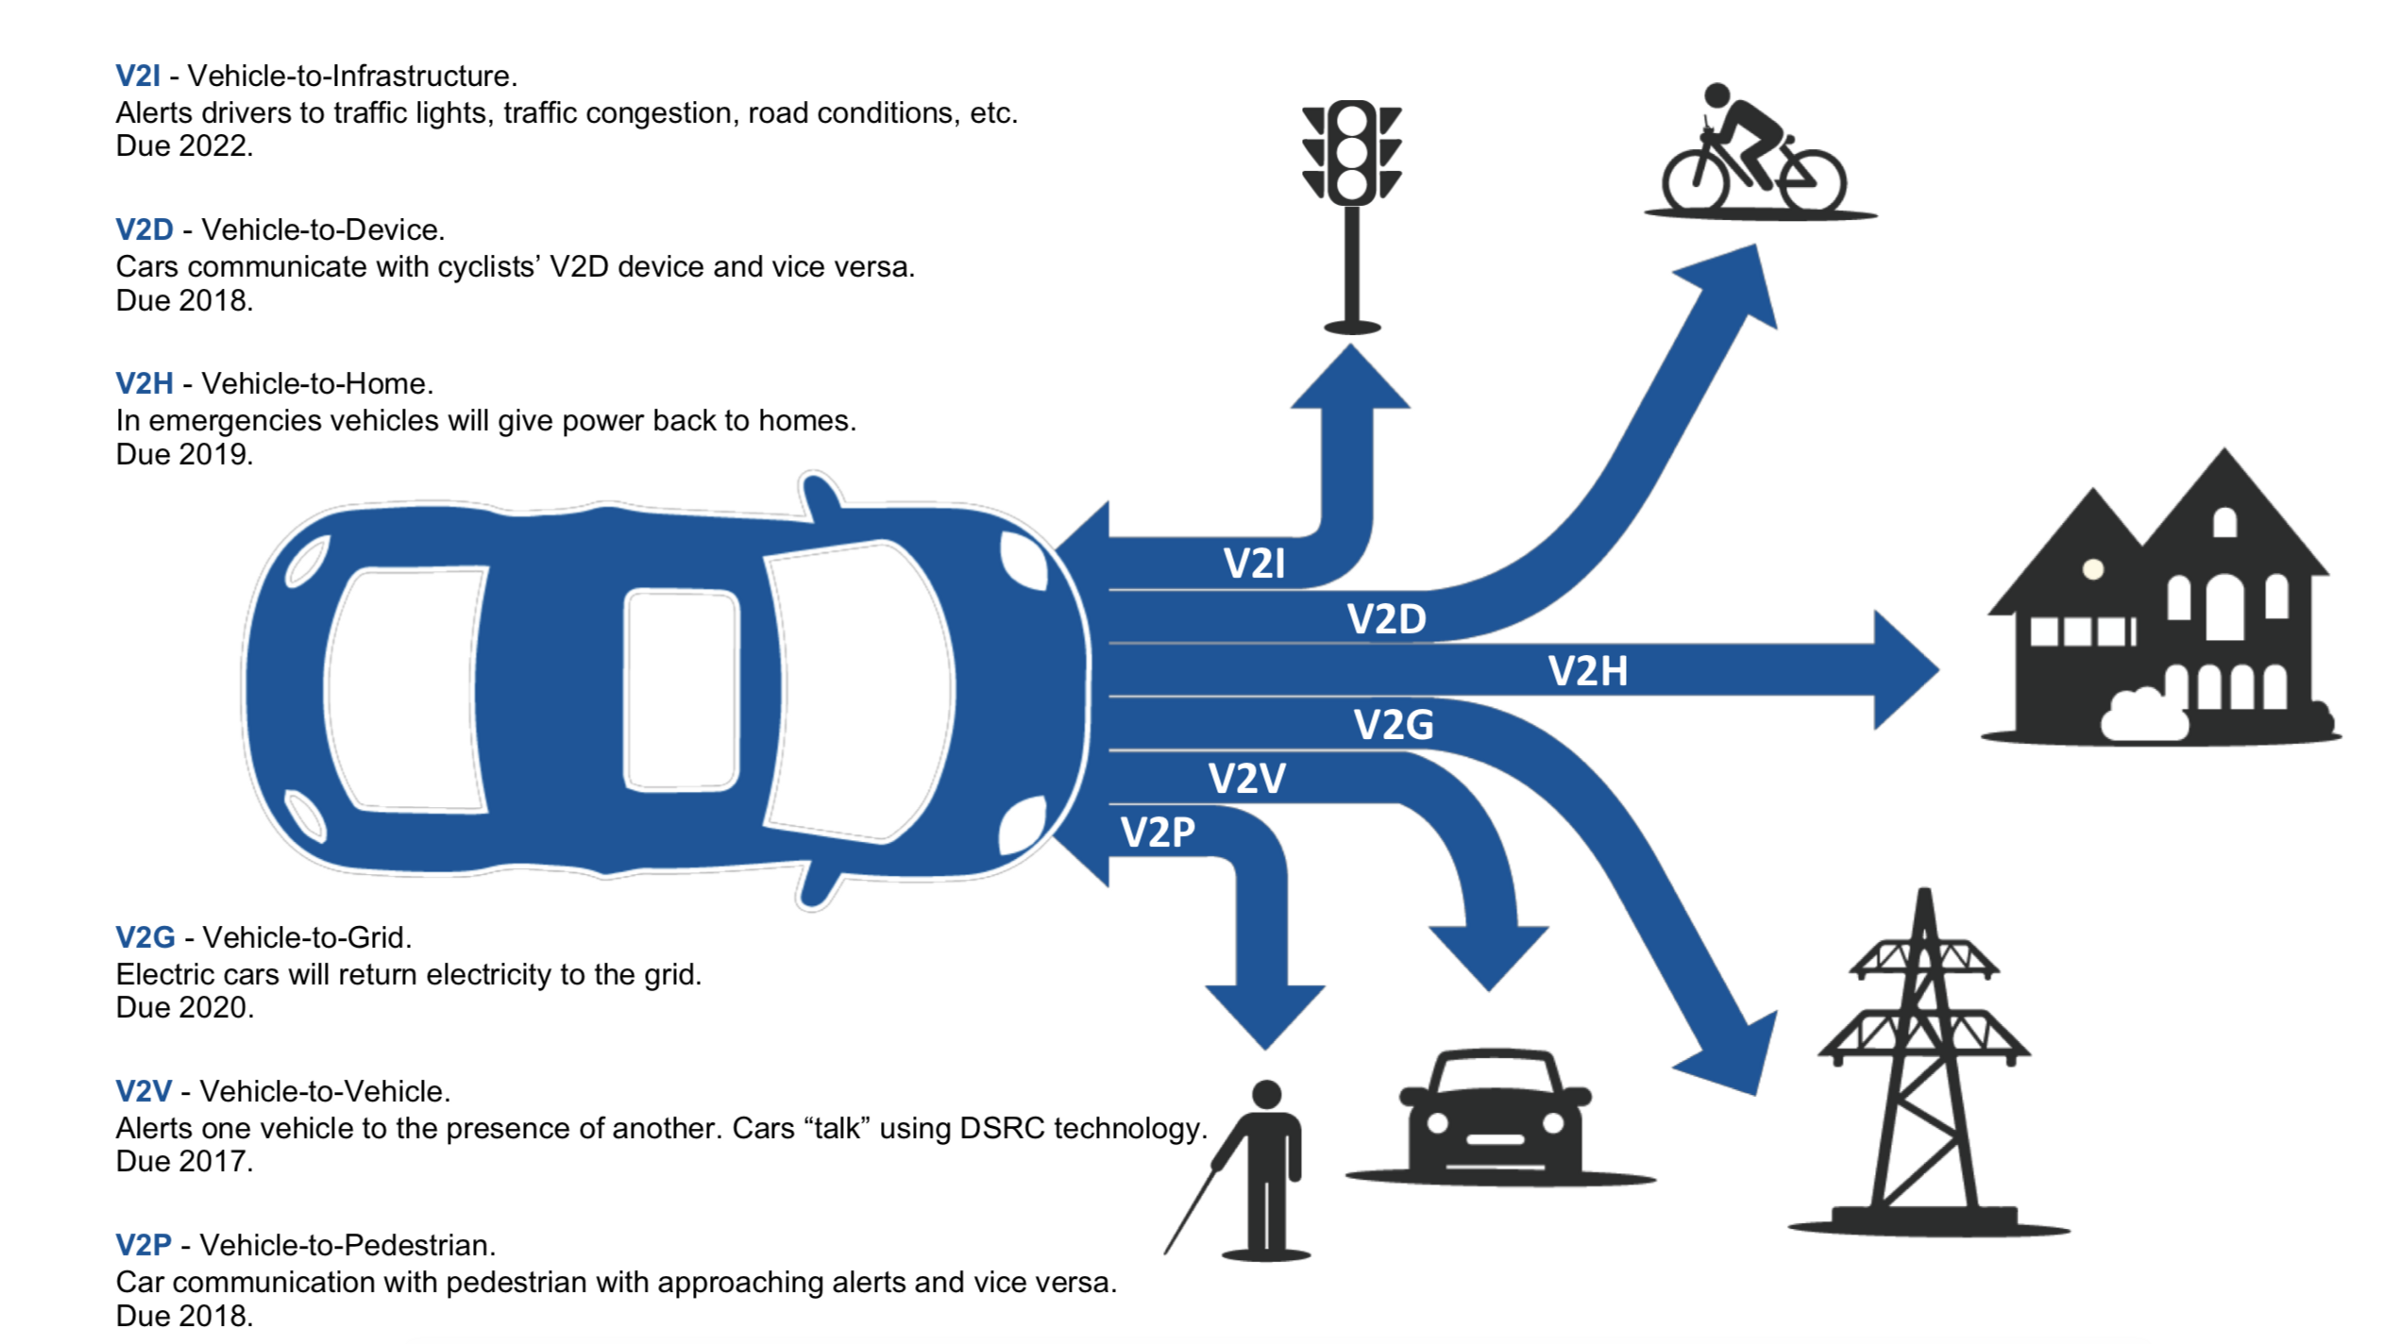 V2I - Vehicle-to-Infrastructure.
Alerts drivers to traffic lights, traffic congestion, road conditions, etc.
Due 2022.
V2D - Vehicle-to-Device.
Cars communicate with cyclists’ V2D device and vice versa.
Due 2018.
V2H - Vehicle-to-Home.
In emergencies vehicles will give power back to homes.
Due 2019.
V2I
V2D
V2H
V2G
V2V
V2P
V2G - Vehicle-to-Grid.
Electric cars will return electricity to the grid.
Due 2020.
V2V - Vehicle-to-Vehicle.
Alerts one vehicle to the presence of another. Cars “talk” using DSRC technology.
Due 2017.
V2P - Vehicle-to-Pedestrian.
Car communication with pedestrian with approaching alerts and vice versa.
Due 2018.